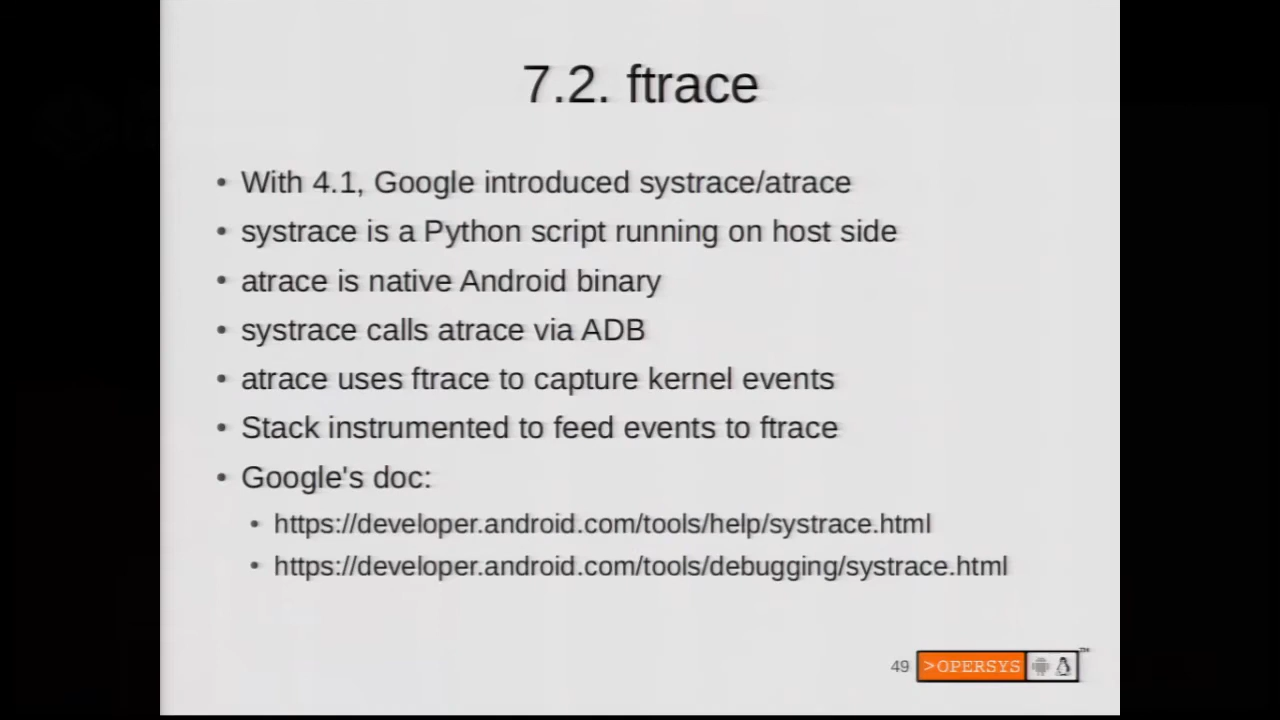 7.2. ftrace
• With 4.1, Google introduced systrace/atrace
• systrace is a Python script running on host side
• atrace is native Android binary
• systrace calls atrace via ADB
• atrace uses ftrace to capture kernel events
• Stack instrumented to feed events to ftrace
• Google's doc:
• https://developer.android.com/tools/help/systrace.html
• https://developer.android.com/tools/debugging/systrace.html
49 >OPERSYS ™